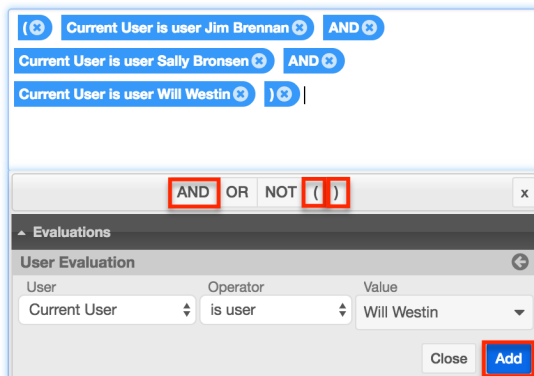 ( Current User is user Jim Brennan AND
Current User is user Sally Bronsen AND
Current User is user Will Westin )
AND OR NOT ( ) x
Evaluations
User Evaluation
User Operator Value
Current User is user Will Westin
Close Add